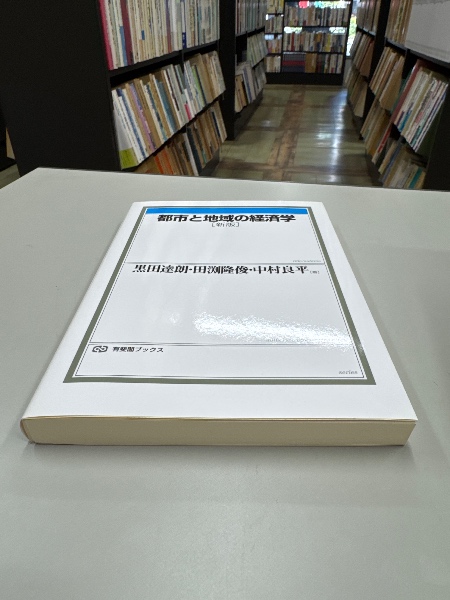 都市と地域の経済学
[新版]
黒田達朗・田渕隆俊・中村良平[著]
有斐閣ブックス
series